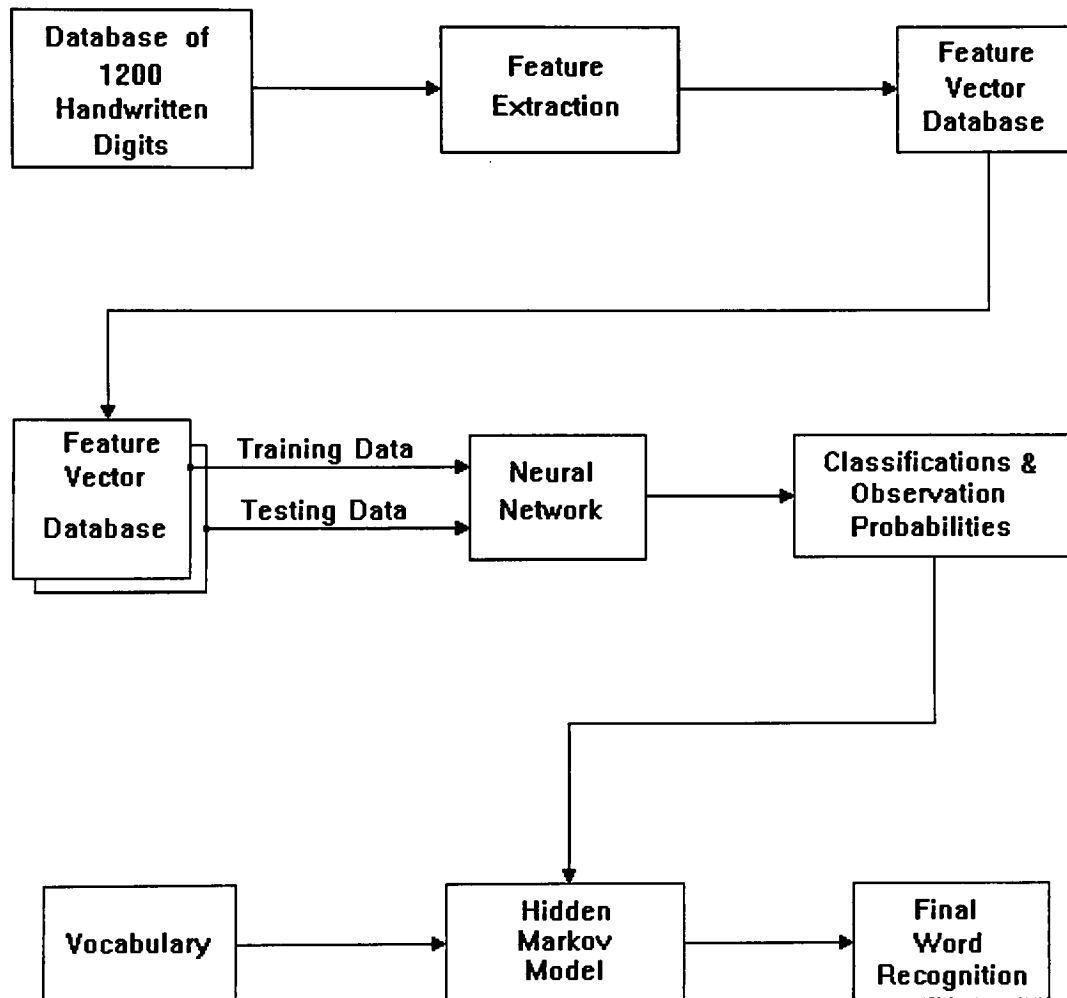 Database of
1200
Handwritten
Digits
Feature
Extraction
Feature
Vector
Database
Feature
Vector
Database
Training Data
Testing Data
Neural
Network
Classifications &
Observation
Probabilities
Vocabulary
Hidden
Markov
Model
Final
Word
Recognition